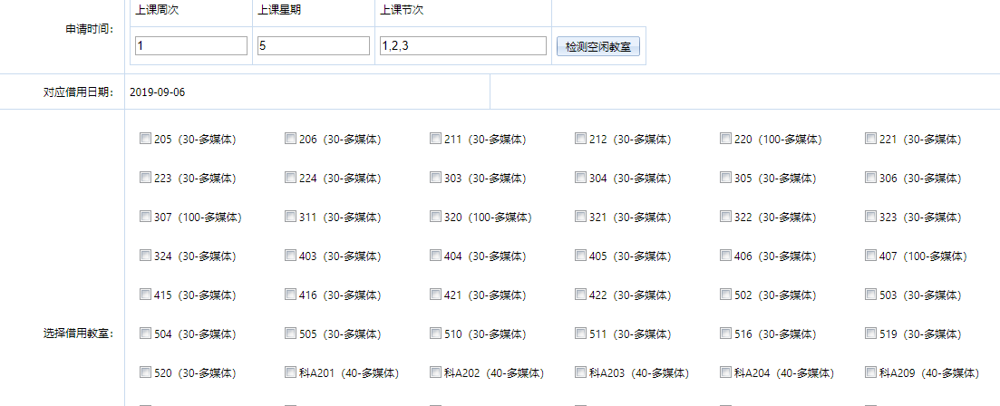 上课周次 上课星期 上课节次
申请时间：
1 5 1,2,3 检测空闲教室
对应借用日期： 2019-09-06
205（30-多媒体） 206（30-多媒体） 211（30-多媒体） 212（30-多媒体） 220（100-多媒体） 221（30-多媒体）
223（30-多媒体） 224（30-多媒体） 303（30-多媒体） 304（30-多媒体） 305（30-多媒体） 306（30-多媒体）
307（100-多媒体） 311（30-多媒体） 320（100-多媒体） 321（30-多媒体） 322（30-多媒体） 323（30-多媒体）
324（30-多媒体） 403（30-多媒体） 404（30-多媒体） 405（30-多媒体） 406（30-多媒体） 407（100-多媒体）
415（30-多媒体） 416（30-多媒体） 421（30-多媒体） 422（30-多媒体） 502（30-多媒体） 503（30-多媒体）
选择借用教室： 504（30-多媒体） 505（30-多媒体） 510（30-多媒体） 511（30-多媒体） 516（30-多媒体） 519（30-多媒体）
520（30-多媒体） 科A201（40-多媒体） 科A202（40-多媒体） 科A203（40-多媒体） 科A204（40-多媒体） 科A209（40-多媒体）